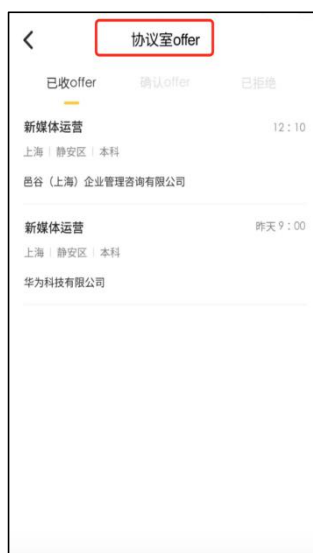 协议室offer
已收offer 确认offer 已拒绝
新媒体运营 12：10
上海 | 静安区 | 本科
邑谷（上海）企业管理咨询有限公司
新媒体运营 昨天 9：00
上海 | 静安区 | 本科
华为科技有限公司